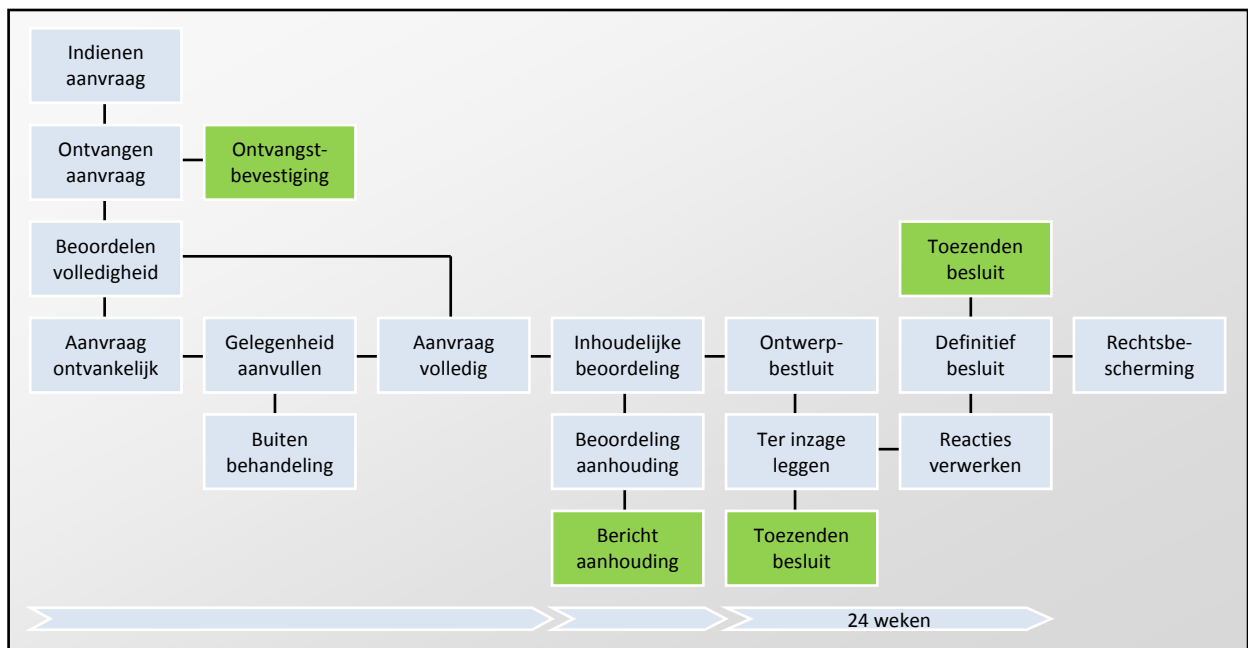 Indienen
aanvraag
Ontvangen
aanvraag
Ontvangst-
bevestiging
Beoordelen
volledigheid
Toezenden
besluit
Aanvraag
ontvankelijk
Gelegenheid
aanvullen
Aanvraag
volledig
Inhoudelijke
beoordeling
Ontwerp-
bestluit
Definitief
besluit
Rechtsbe-
scherming
Buiten
behandeling
Beoordeling
aanhouding
Ter inzage
leggen
Reacties
verwerken
Bericht
aanhouding
Toezenden
besluit
24 weken